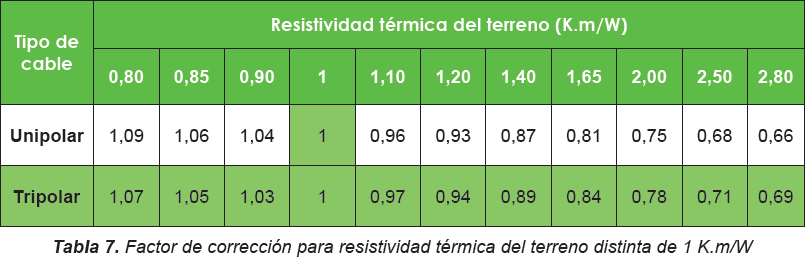 Tipo de cable Resistividad térmica del terreno (K.m/W)
0,80 0,85 0,90 1 1,10 1,20 1,40 1,65 2,00 2,50 2,80
Unipolar 1,09 1,06 1,04 1 0,96 0,93 0,87 0,81 0,75 0,68 0,66
Tripolar 1,07 1,05 1,03 1 0,97 0,94 0,89 0,84 0,78 0,71 0,69
Tabla 7. Factor de corrección para resistividad térmica del terreno distinta de 1 K.m/W